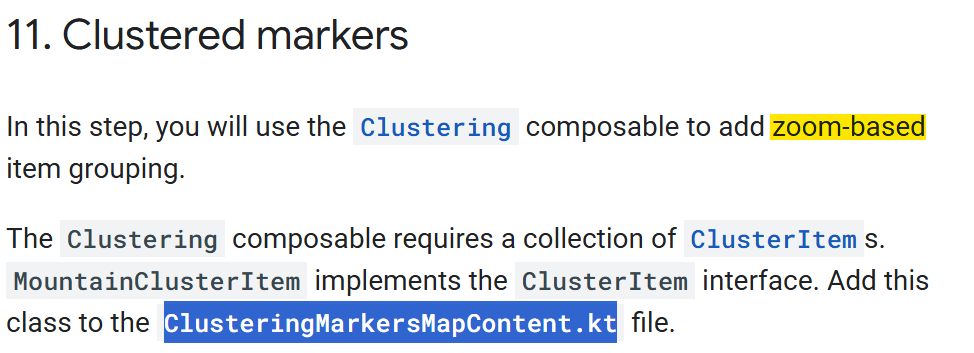 11. Clustered markers
In this step, you will use the Clustering composable to add zoom-based
item grouping.
The Clustering composable requires a collection of ClusterItem s.
MountainClusterItem implements the ClusterItem interface. Add this
class to the ClusteringMarkersMapContent.kt file.